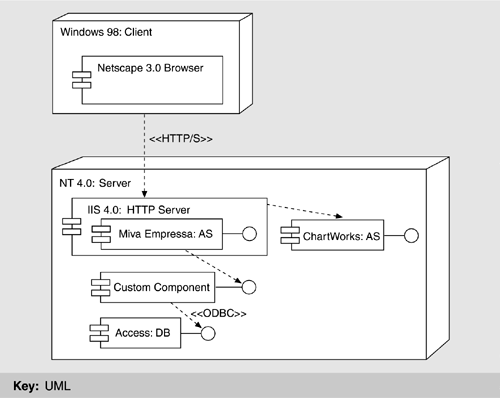 Windows 98: Client
Netscape 3.0 Browser
<<HTTP/S>>
NT 4.0: Server
IIS 4.0: HTTP Server
Miva Empressa: AS
ChartWorks: AS
Custom Component
<<ODBC>>
Access: DB
Key: UML